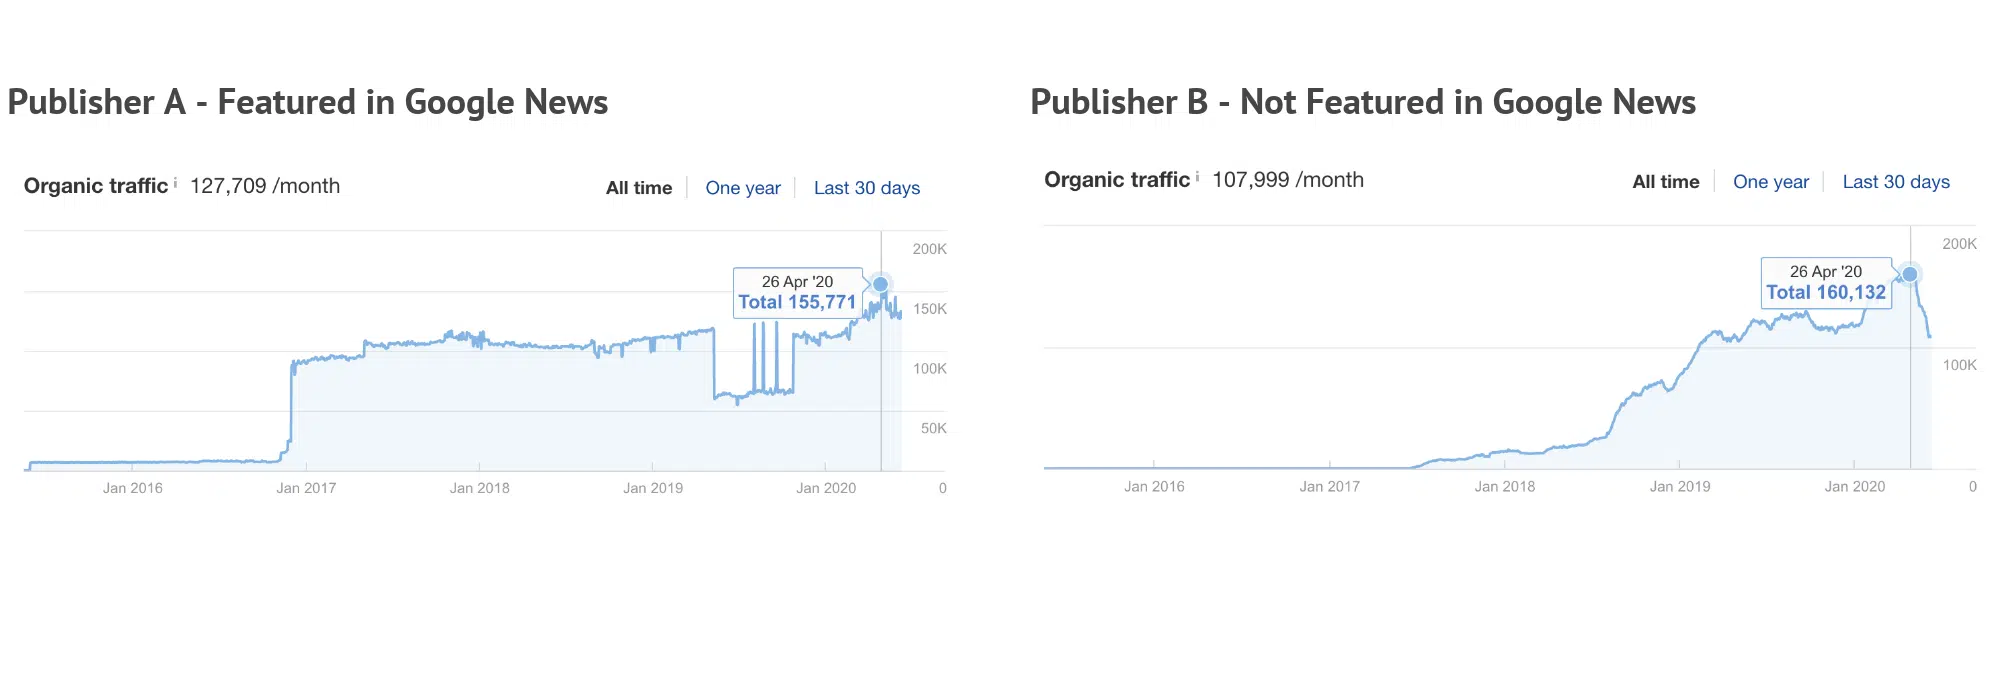 Publisher A - Featured in Google News
Organic traffic i 127,709 /month
All time One year Last 30 days
200K
26 Apr '20
Total 155,771
150K
100K
50K
Jan 2016 Jan 2017 Jan 2018 Jan 2019 Jan 2020 0
Publisher B - Not Featured in Google News
Organic traffic i 107,999 /month
All time One year Last 30 days
200K
26 Apr '20
Total 160,132
100K
Jan 2016 Jan 2017 Jan 2018 Jan 2019 Jan 2020 0